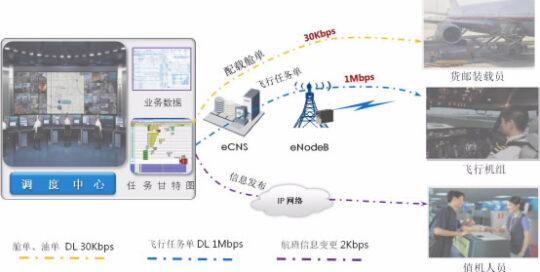 配载舱单
30Kbps
飞行任务单
1Mbps
货邮装载员
业务数据
eCNS
eNodeB
飞行机组
调度中心
任务甘特图
信息发布
IP网络
舱单、油单 DL 30Kbps
飞行任务单 DL 1Mbps
航班信息变更 2Kbps
值机人员